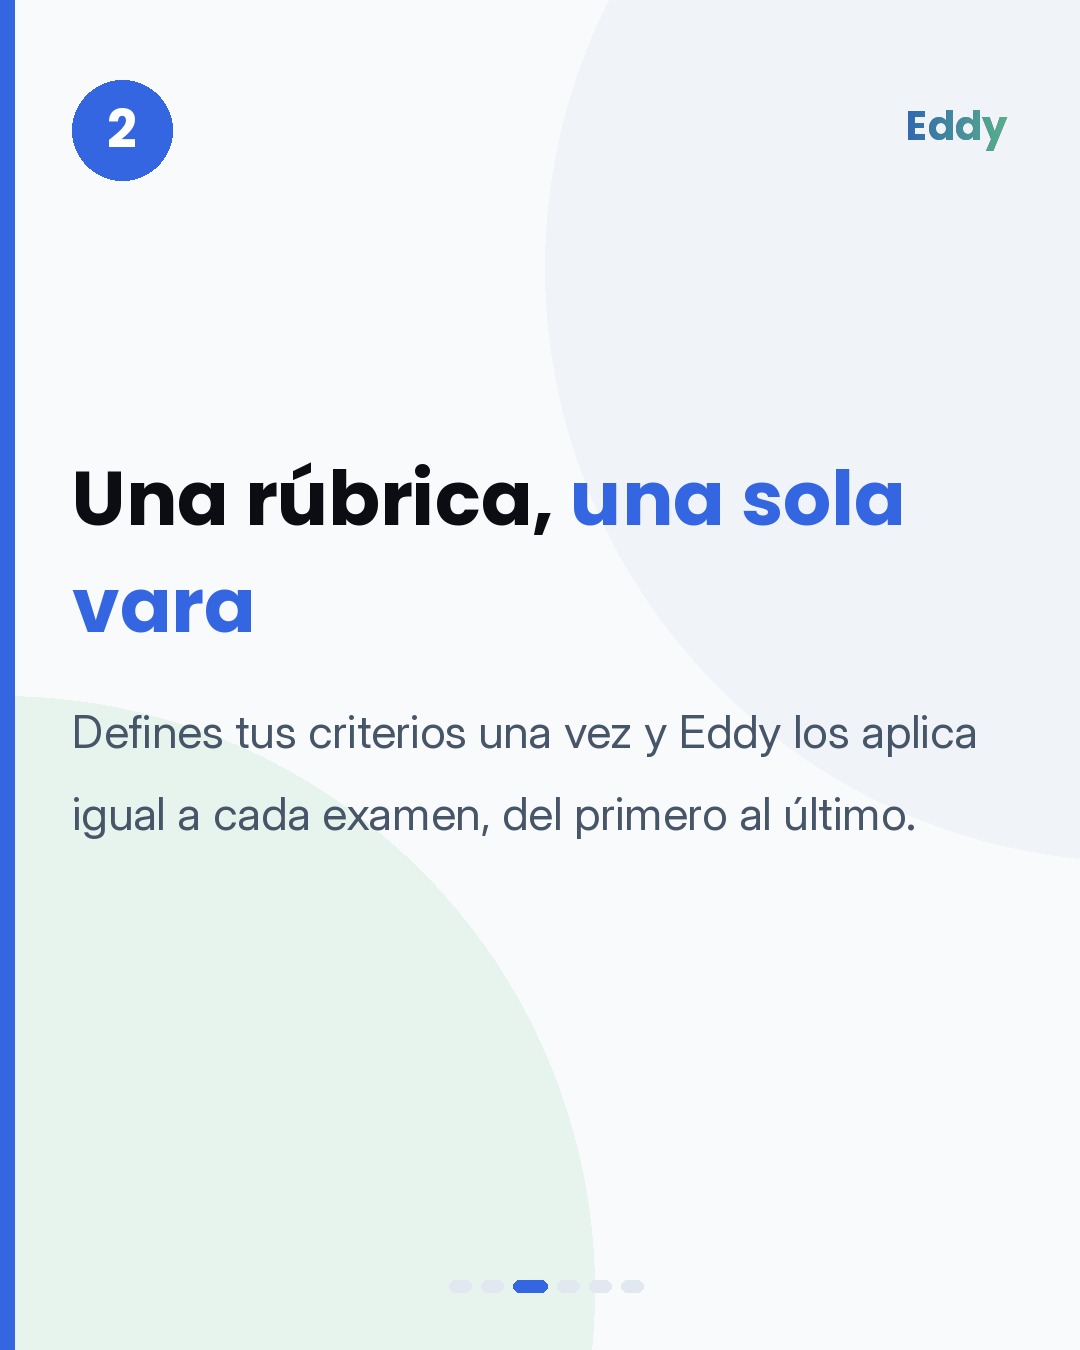 2
Eddy
Una rúbrica, una sola
vara
Defines tus criterios una vez y Eddy los aplica
igual a cada examen, del primero al último.